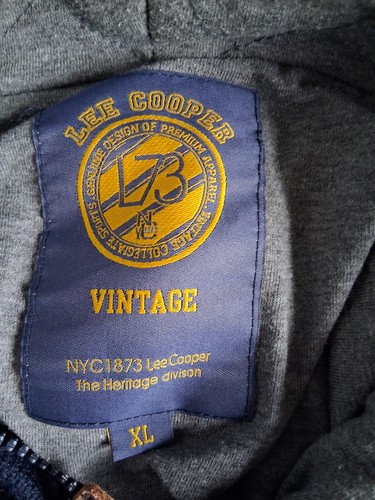 LEE COOPER
GENUINE DESIGN OF PREMIUM APPAREL
VINTAGE COLLEGIATE SPORTS
L73
VINTAGE
NYC1873 LeeCooper
The Heritage divison
XL